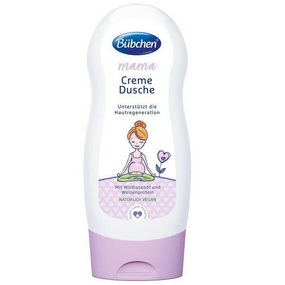 Bübchen
mama
Creme
Dusche
Unterstützt die
Hautregeneration
Mit Wildrosenöl und
Weizenprotein
NATÜRLICH VEGAN